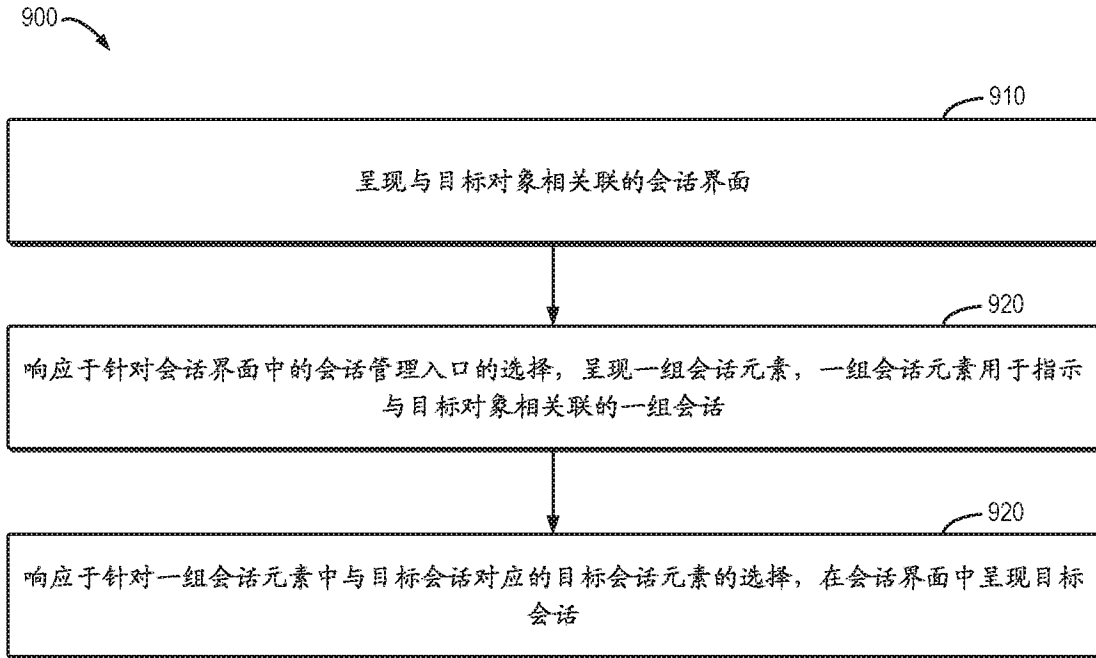 900
910
呈现与目标对象相关联的会话界面
920
响应于针对会话界面中的会话管理入口的选择，呈现一组会话元素，一组会话元素用于指示
与目标对象相关联的一组会话
920
响应于针对一组会话元素中与目标会话对应的目标会话元素的选择，在会话界面中呈现目标
会话